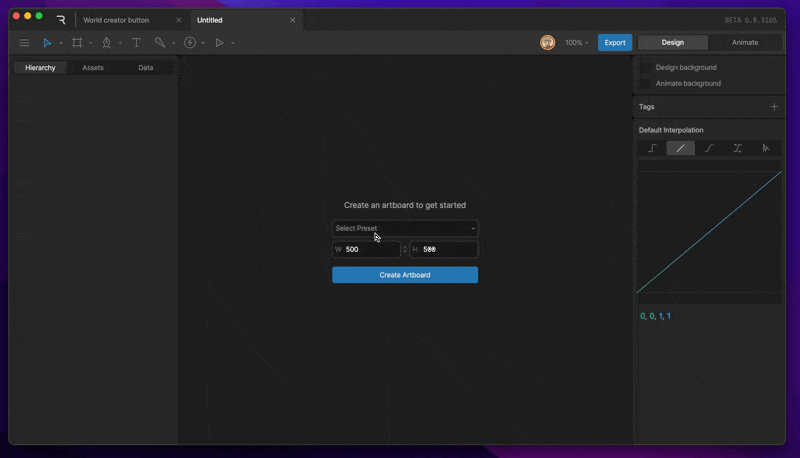 World creator button
Untitled
BETA 0.8.3105
100%
Export
Design
Animate
Hierarchy
Assets
Data
Design background
Animate background
Tags
Default Interpolation
Create an artboard to get started
Select Preset
W 500
H 500
Create Artboard
0, 0, 1, 1